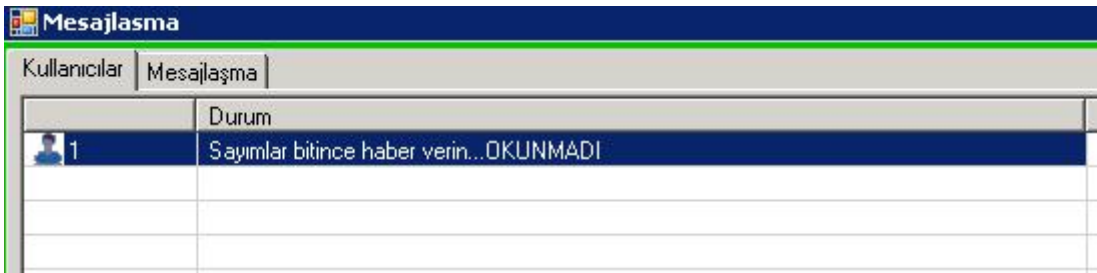 Mesajlasma
Kullanıcılar Mesajlaşma
Durum
1 Sayımlar bitince haber verin...OKUNMADI